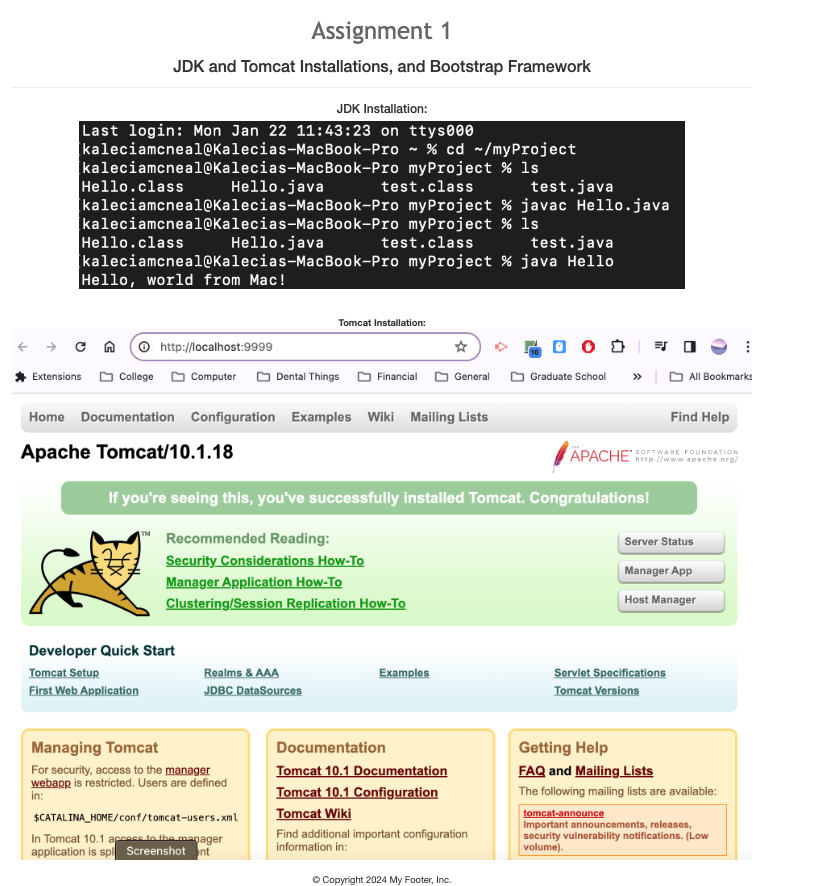 Assignment 1
JDK and Tomcat Installations, and Bootstrap Framework
JDK Installation:
Last login: Mon Jan 22 11:43:23 on ttys000
[kaleciamcneal@Kalecias-MacBook-Pro ~ % cd ~/myProject
[kaleciamcneal@Kalecias-MacBook-Pro myProject % ls
Hello.class Hello.java test.class test.java
[kaleciamcneal@Kalecias-MacBook-Pro myProject % javac Hello.java
[kaleciamcneal@Kalecias-MacBook-Pro myProject % ls
Hello.class Hello.java test.class test.java
[kaleciamcneal@Kalecias-MacBook-Pro myProject % java Hello
Hello, world from Mac!
Tomcat Installation:
http://localhost:9999
16
Extensions College Computer Dental Things Financial General Graduate School » All Bookmarks
Home Documentation Configuration Examples Wiki Mailing Lists Find Help
Apache Tomcat/10.1.18
THE APACHE SOFTWARE FOUNDATION
http://www.apache.org/
If you're seeing this, you've successfully installed Tomcat. Congratulations!
TM
Recommended Reading:
Security Considerations How-To
Manager Application How-To
Clustering/Session Replication How-To
Server Status
Manager App
Host Manager
Developer Quick Start
Tomcat Setup Realms & AAA Examples Servlet Specifications
First Web Application JDBC DataSources Tomcat Versions
Managing Tomcat
For security, access to the manager
webapp is restricted. Users are defined
in:
$CATALINA_HOME/conf/tomcat-users.xml
In Tomcat 10.1 access to the manager
application is spl
Screenshot
Documentation
Tomcat 10.1 Documentation
Tomcat 10.1 Configuration
Tomcat Wiki
Find additional important configuration
information in:
Getting Help
FAQ and Mailing Lists
The following mailing lists are available:
tomcat-announce
Important announcements, releases,
security vulnerability notifications. (Low
volume).
© Copyright 2024 My Footer, Inc.